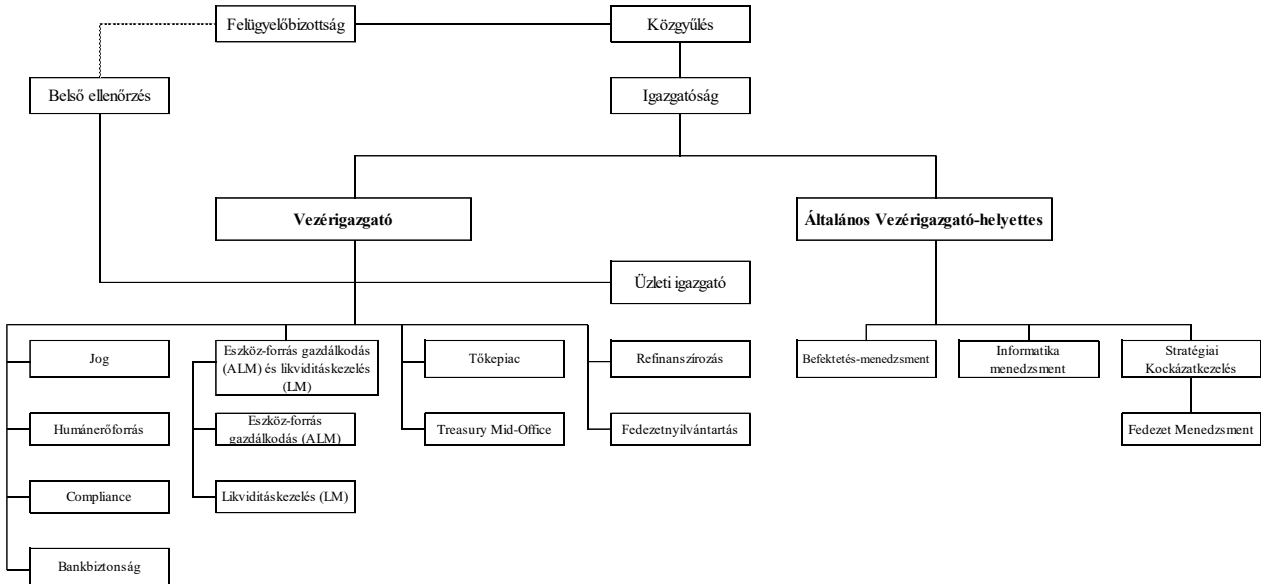 Felügyelőbizottság
Közgyűlés
Belső ellenőrzés
Igazgatóság
Vezérigazgató
Általános Vezérigazgató-helyettes
Üzleti igazgató
Jog
Eszköz-forrás gazdálkodás
(ALM) és likviditáskezelés
(LM)
Tőkepiac
Refinanszírozás
Befektetés-menedzsment
Informatika
menedzsment
Stratégiai
Kockázatkezelés
Humánerőforrás
Eszköz-forrás
gazdálkodás (ALM)
Treasury Mid-Office
Fedezetnyilvántartás
Fedezet Menedzsment
Compliance
Likviditáskezelés (LM)
Bankbiztonság